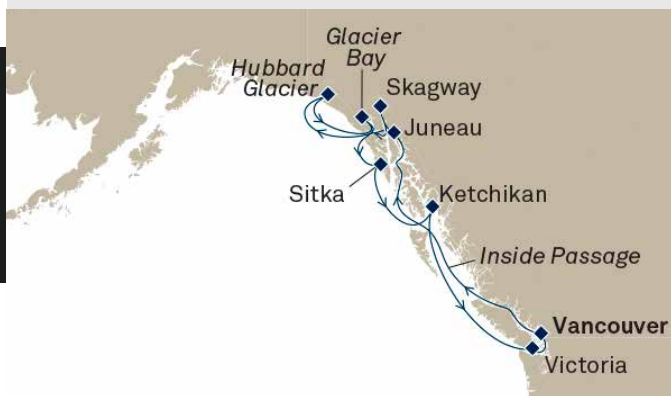 Glacier
Bay
Hubbard
Glacier
Skagway
Juneau
Sitka
Ketchikan
Inside Passage
Vancouver
Victoria